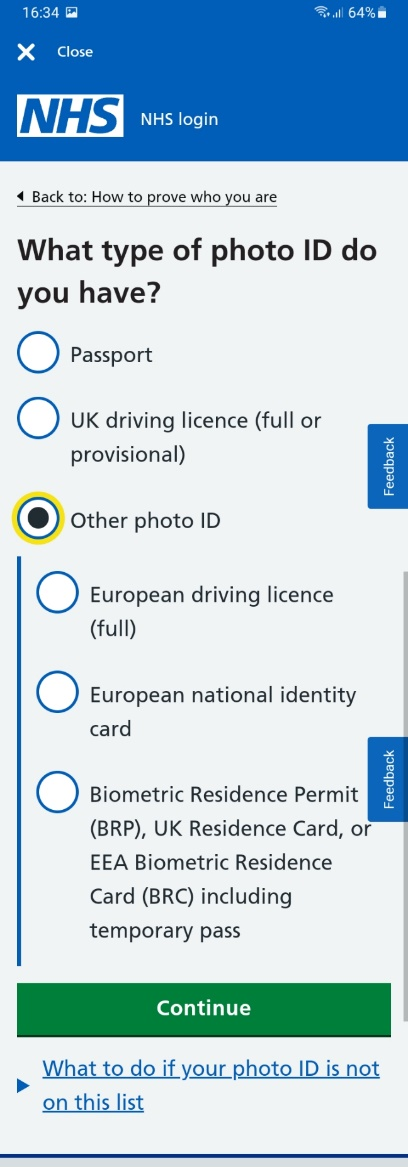 16:34 64%
Close
NHS NHS login
Back to: How to prove who you are
What type of photo ID do
you have?
Passport
UK driving licence (full or
provisional)
Feedback
Other photo ID
European driving licence
(full)
European national identity
card
Feedback
Biometric Residence Permit
(BRP), UK Residence Card, or
EEA Biometric Residence
Card (BRC) including
temporary pass
Continue
What to do if your photo ID is not
on this list